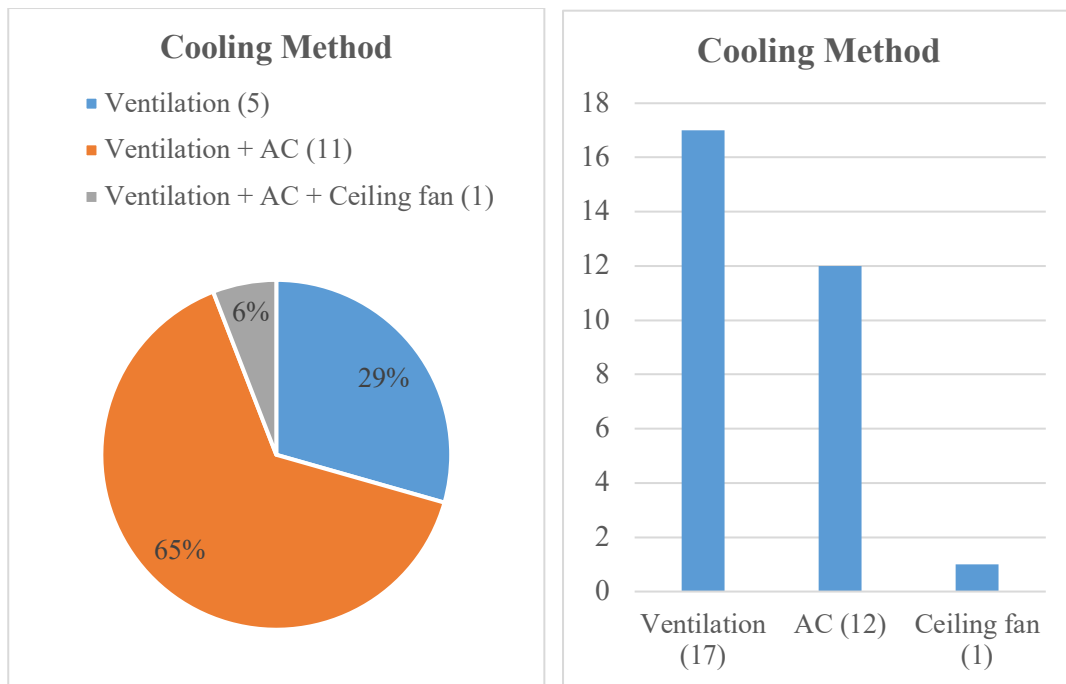 Cooling Method
Ventilation (5)
Ventilation + AC (11)
Ventilation + AC + Ceiling fan (1)
6%
29%
65%
Cooling Method
18
16
14
12
10
8
6
4
2
0
Ventilation (17)
AC (12)
Ceiling fan (1)